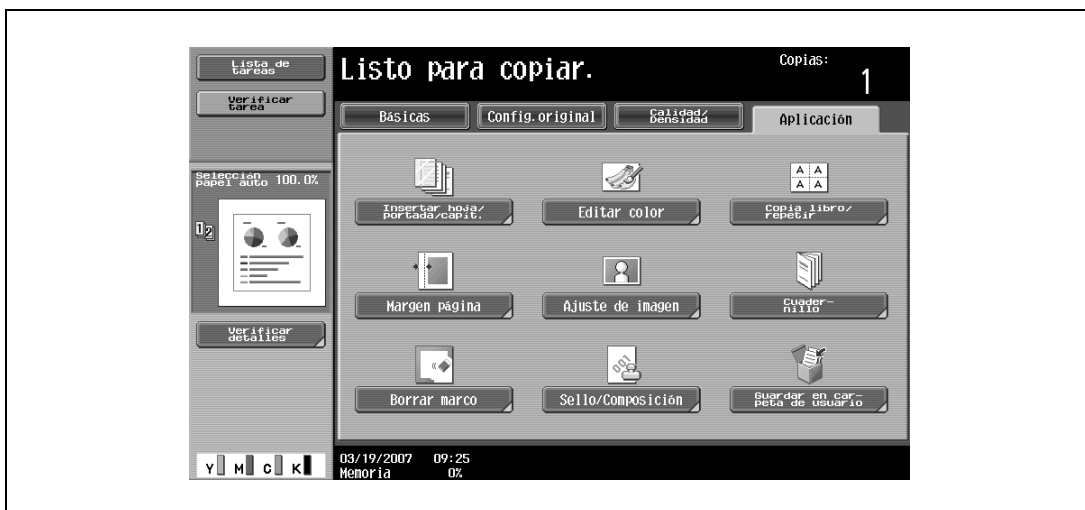 Lista de
tareas
Verificar
tarea
Listo para copiar.
Copias:
1
Básicas
Config.original
Calidad/
Densidad
Aplicación
Selección
papel auto 100.0%
12
Verificar
detalles
Insertar hoja/
portada/capít.
Editar color
Copia libro/
repetir
A A
A A
Margen página
Ajuste de imagen
Cuader-
nillo
001
Borrar marco
Sello/Composición
Guardar en car-
peta de usuario
Y M C K
03/19/2007 09:25
Memoria 0%